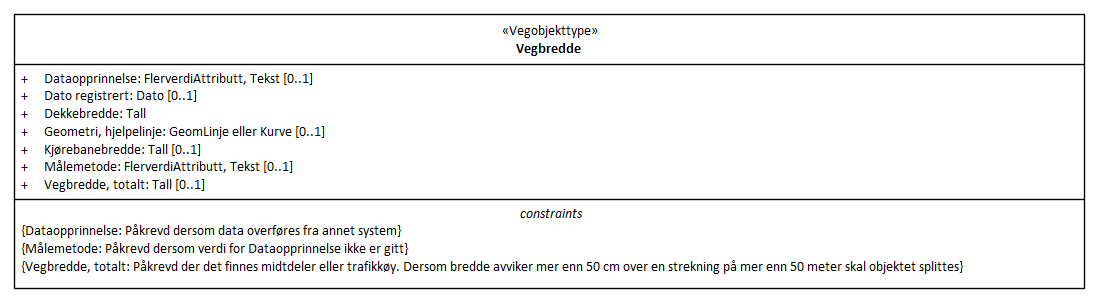 «Vegobjekttype»
Vegbredde
+ Dataopprinnelse: FlerverdiAttributt, Tekst [0..1]
+ Dato registrert: Dato [0..1]
+ Dekkebredde: Tall
+ Geometri, hjelpelinje: GeomLinje eller Kurve [0..1]
+ Kjørebanebredde: Tall [0..1]
+ Målemetode: FlerverdiAttributt, Tekst [0..1]
+ Vegbredde, totalt: Tall [0..1]
constraints
{Dataopprinnelse: Påkrevd dersom data overføres fra annet system}
{Målemetode: Påkrevd dersom verdi for Dataopprinnelse ikke er gitt}
{Vegbredde, totalt: Påkrevd der det finnes midtdeler eller trafikkøy. Dersom bredde avviker mer enn 50 cm over en strekning på mer enn 50 meter skal objektet splittes}